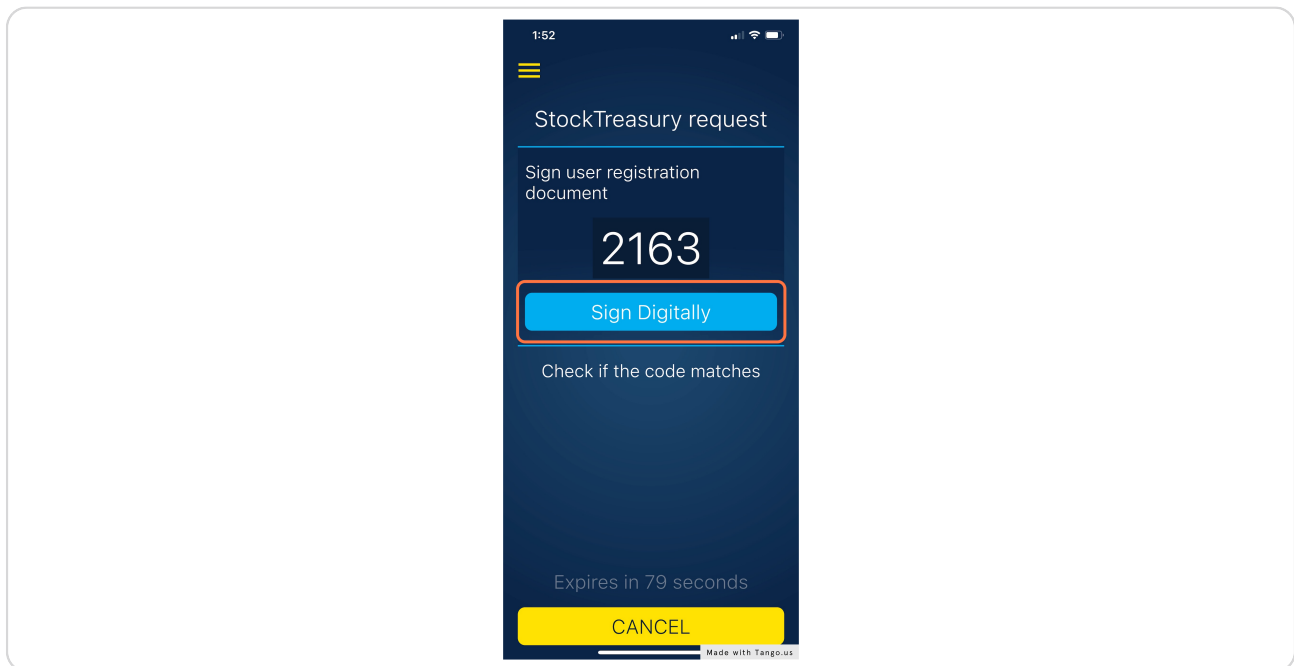 1:52
StockTreasury request
Sign user registration
document
2163
Sign Digitally
Check if the code matches
Expires in 79 seconds
CANCEL
Made with Tango.us